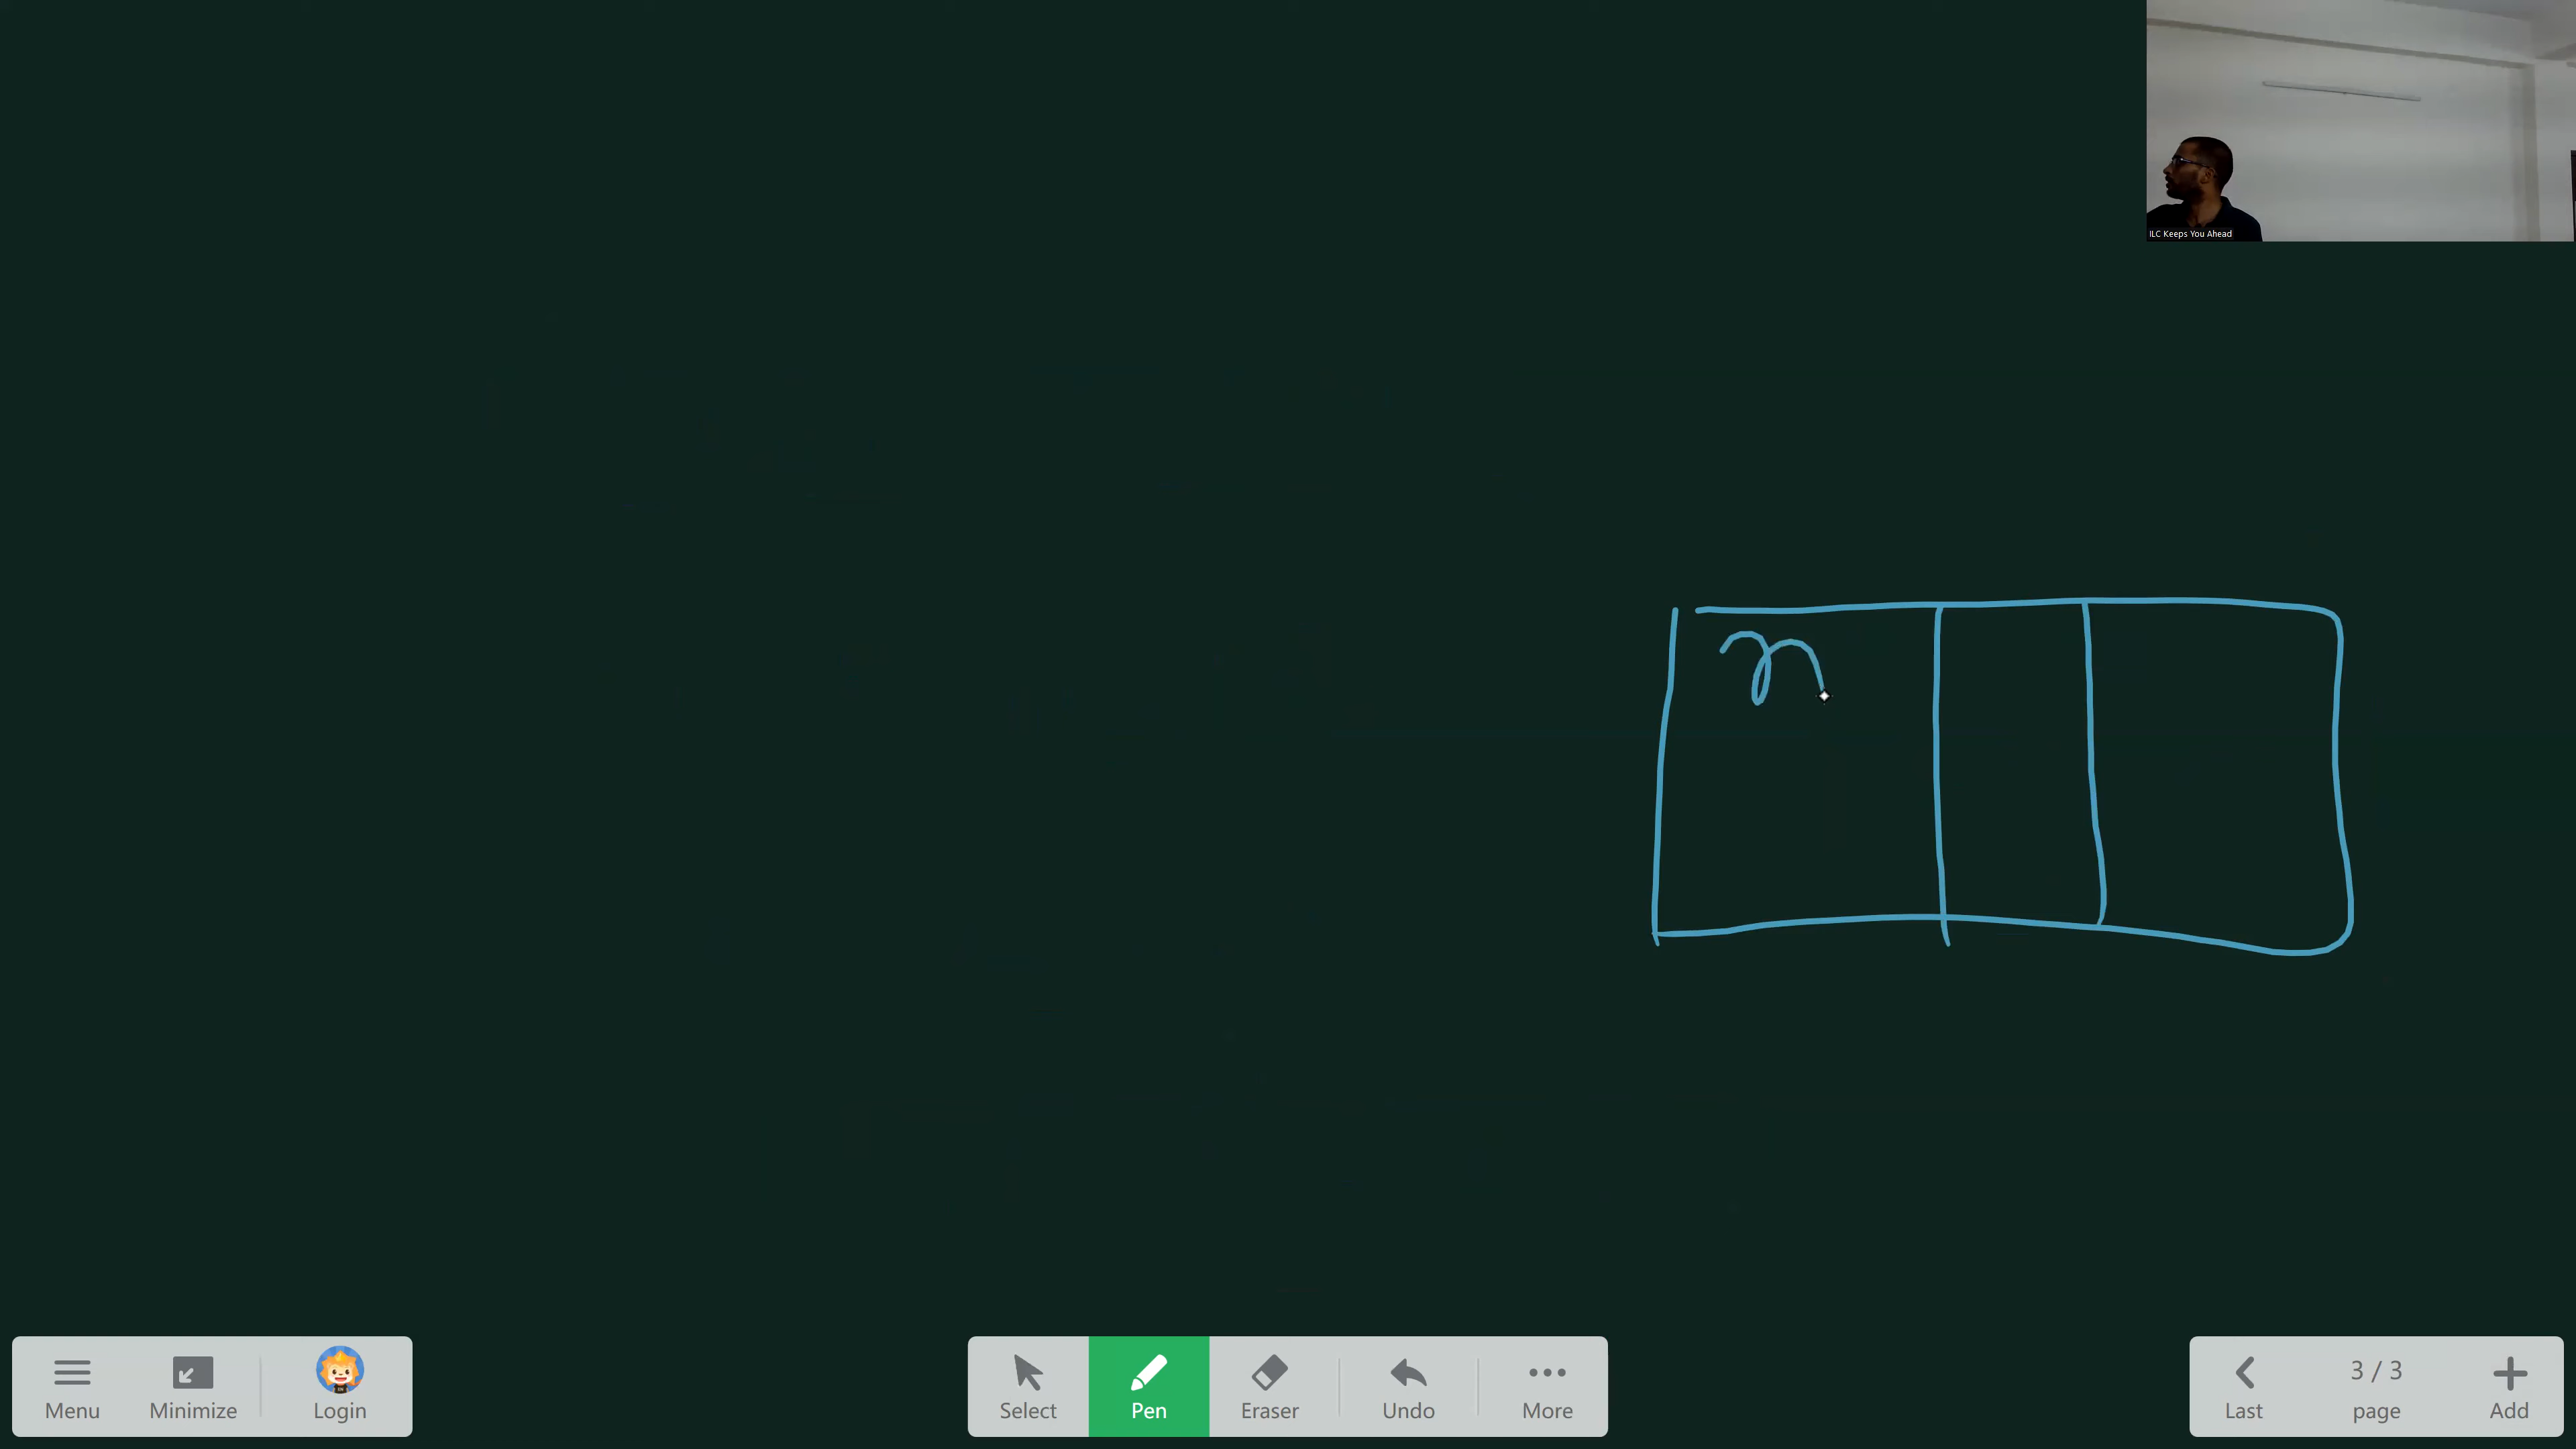 ILC Keeps You Ahead
n
Menu
Minimize
Login
Select
Pen
Eraser
Undo
More
Last
3 / 3
page
Add